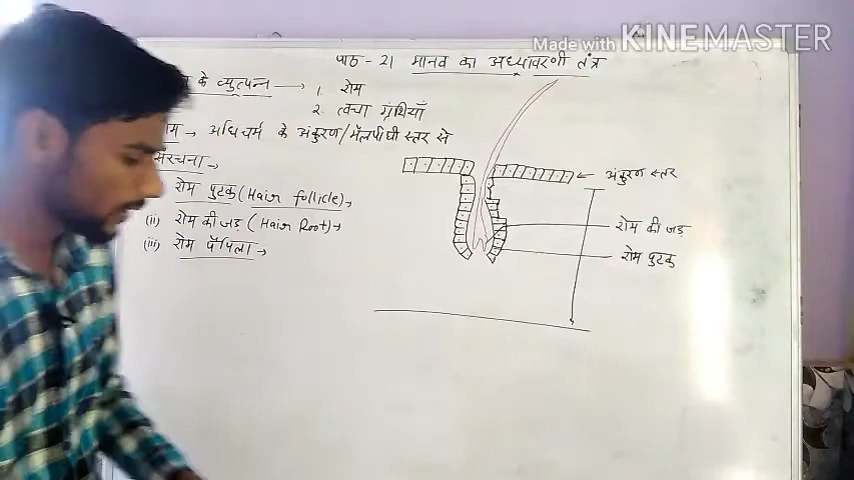 Made with KINEMASTER
पाठ - 21 मानव का अध्यावरणी तंत्र
के व्युत्पन्न → 1. रोम
2. त्वचा ग्रंथियाँ
→ अधिचर्म के अंकुरण/मॅलपीघी स्तर से
संरचना →
रोम पुटक (Hair follicle) →
(ii) रोम की जड़ (Hair Root) →
(iii) रोम पॅपिला →
← अंकुरण स्तर
रोम की जड़
रोम पुटक